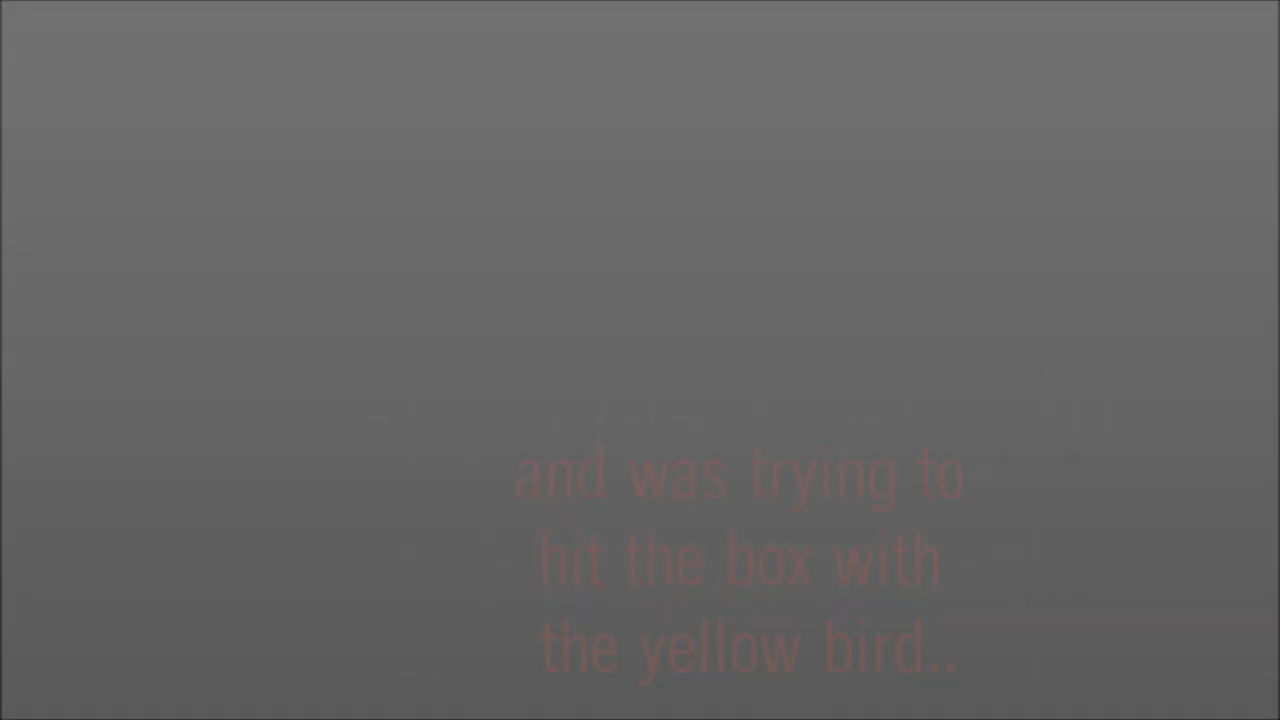 and was trying to
hit the box with
the yellow bird..